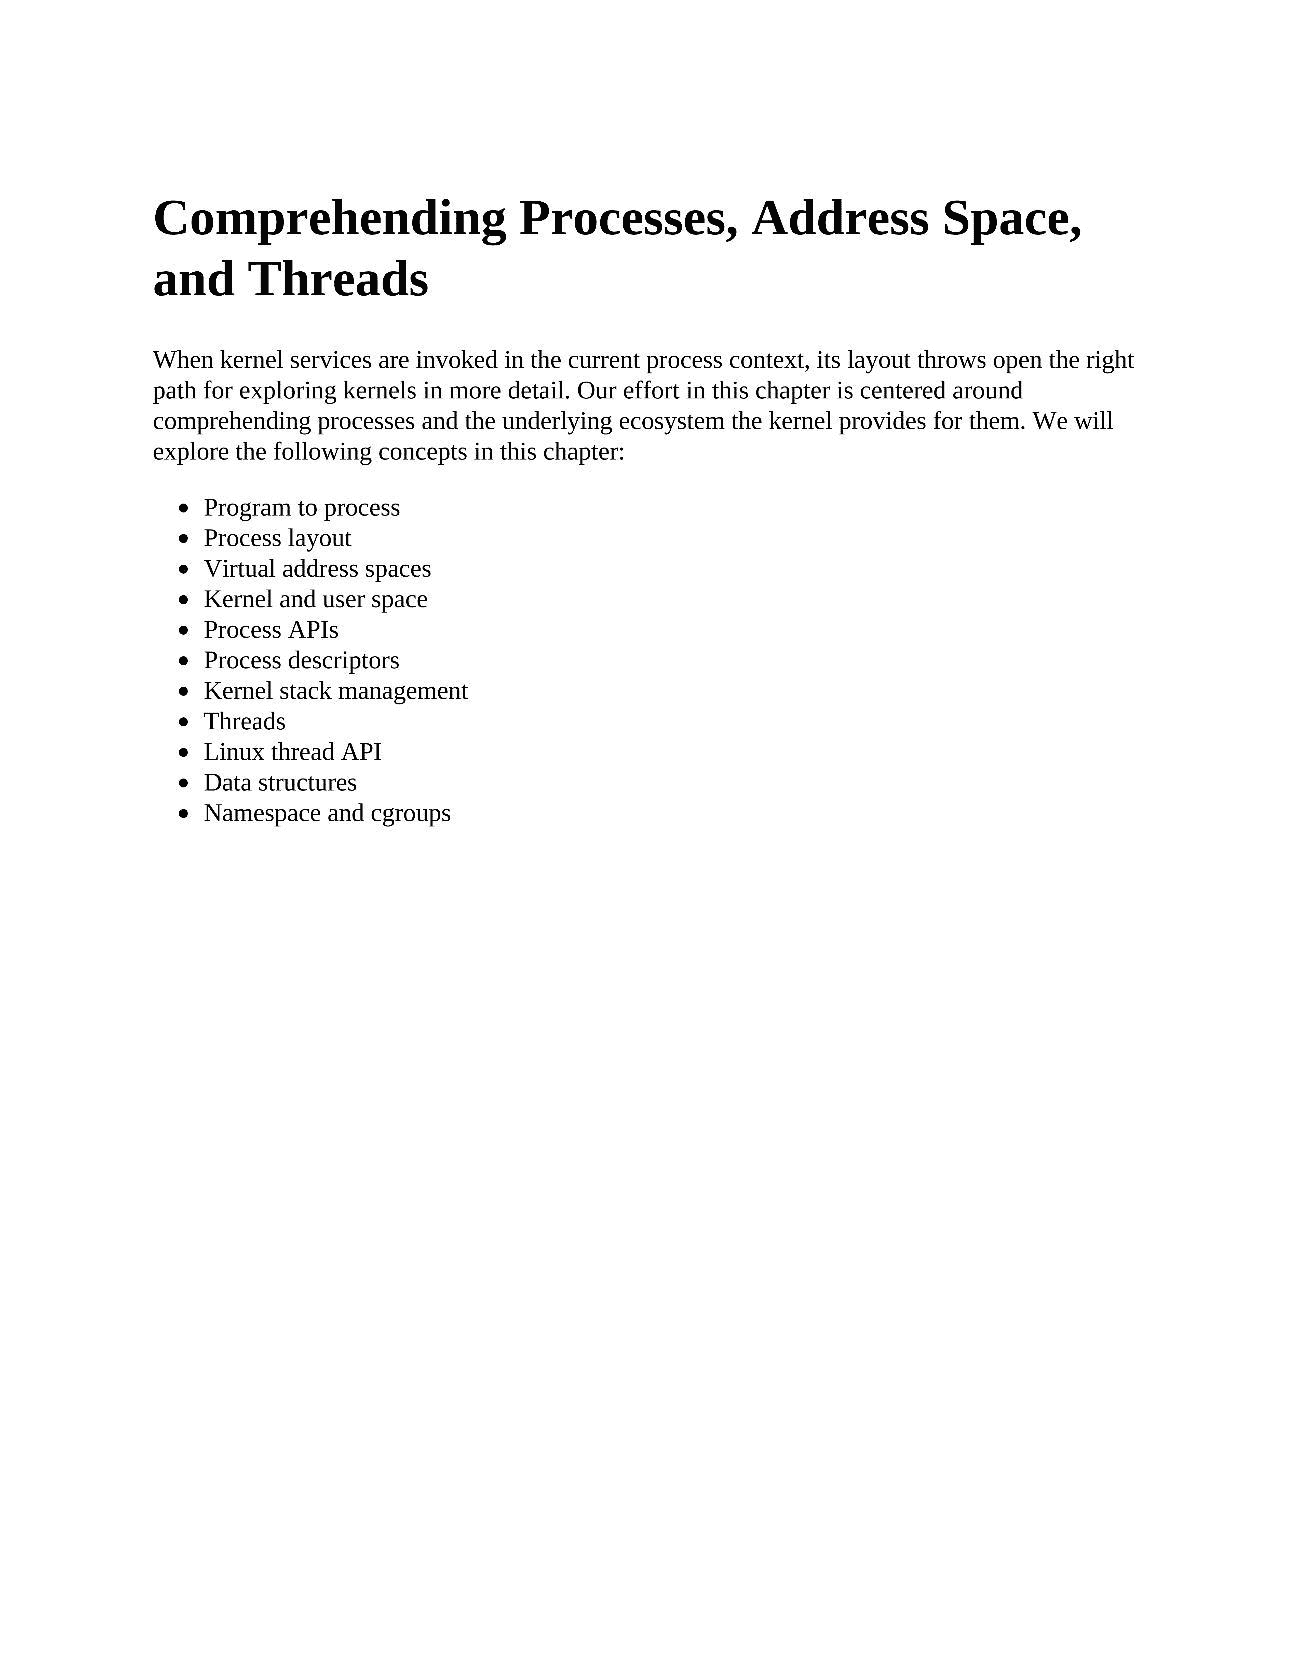 Comprehending Processes, Address Space,
and Threads
When kernel services are invoked in the current process context, its layout throws open the right
path for exploring kernels in more detail. Our effort in this chapter is centered around
comprehending processes and the underlying ecosystem the kernel provides for them. We will
explore the following concepts in this chapter:
• Program to process
• Process layout
• Virtual address spaces
• Kernel and user space
• Process APIs
• Process descriptors
• Kernel stack management
• Threads
• Linux thread API
• Data structures
• Namespace and cgroups